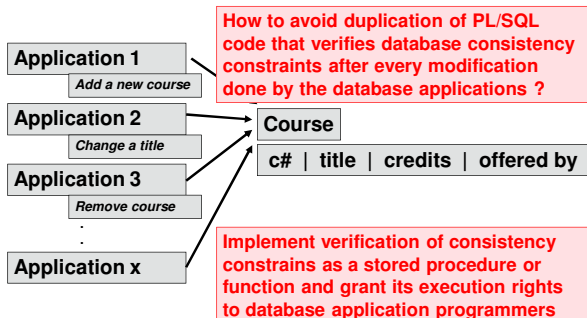 How to avoid duplication of PL/SQL
code that verifies database consistency
constraints after every modification
done by the database applications ?
Application 1
Add a new course
Application 2
Change a title
Application 3
Remove course
.
.
Application x
Course
c# | title | credits | offered by
Implement verification of consistency
constrains as a stored procedure or
function and grant its execution rights
to database application programmers